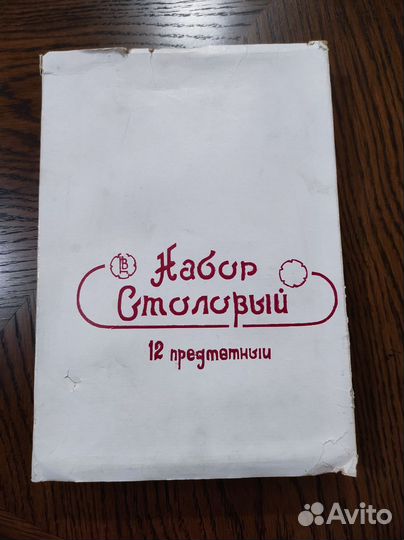 Набор
Столовый
12 предметный
Avito